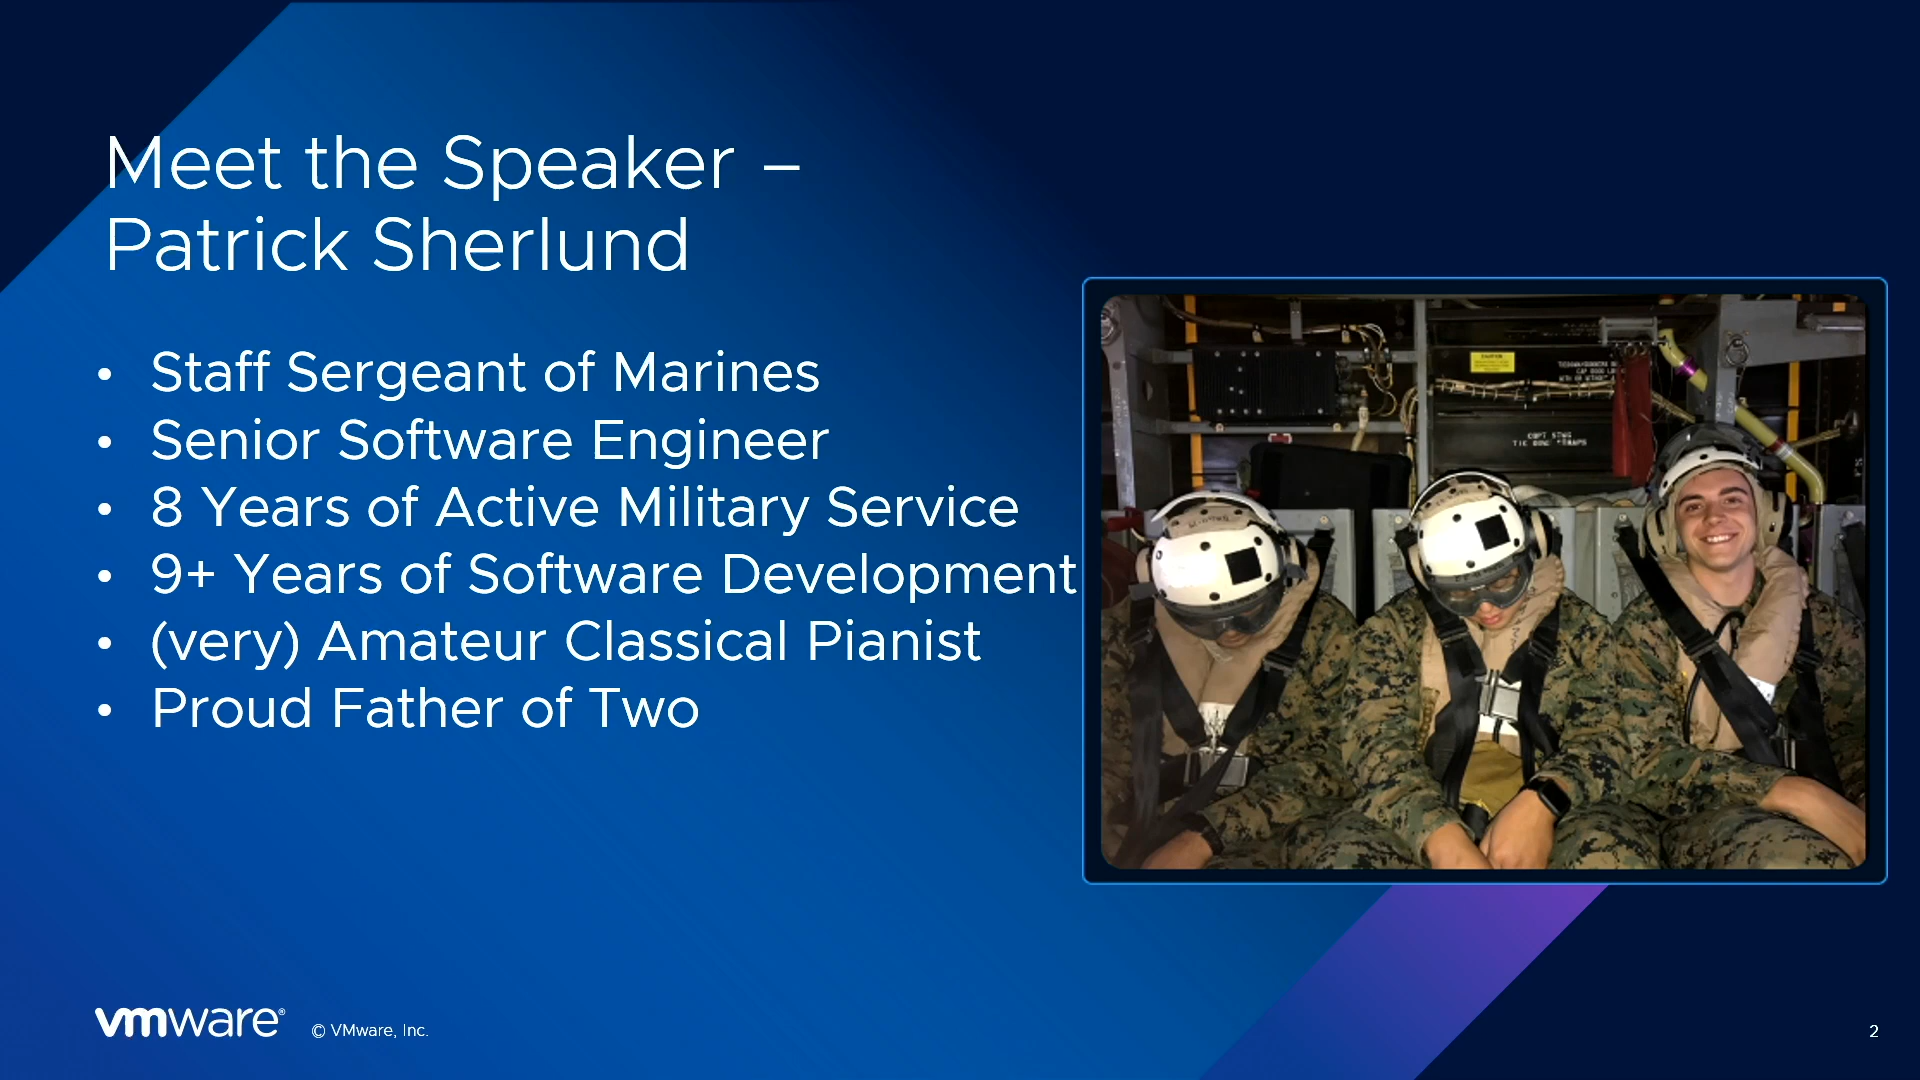 Meet the Speaker –
Patrick Sherlund
• Staff Sergeant of Marines
• Senior Software Engineer
• 8 Years of Active Military Service
• 9+ Years of Software Development
• (very) Amateur Classical Pianist
• Proud Father of Two
CAUTION
vmware®
© VMware, Inc.
2